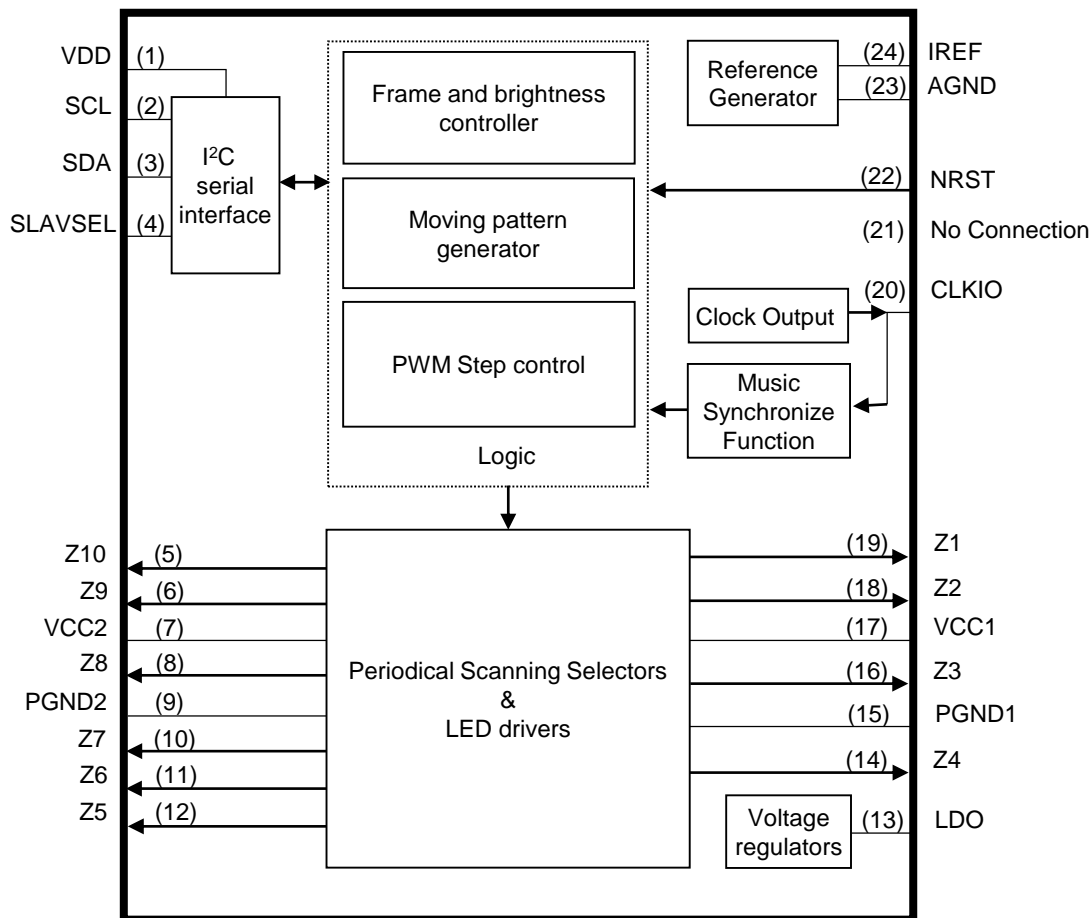 VDD (1)
SCL (2)
SDA (3)
SLAVSEL (4)
I²C
serial
interface
Frame and brightness
controller
Moving pattern
generator
PWM Step control
Logic
Reference
Generator
(24) IREF
(23) AGND
(22) NRST
(21) No Connection
(20) CLKIO
Clock Output
Music
Synchronize
Function
Z10 (5)
Z9 (6)
VCC2 (7)
Z8 (8)
PGND2 (9)
Z7 (10)
Z6 (11)
Z5 (12)
Periodical Scanning Selectors
&
LED drivers
(19) Z1
(18) Z2
(17) VCC1
(16) Z3
(15) PGND1
(14) Z4
Voltage
regulators
(13) LDO